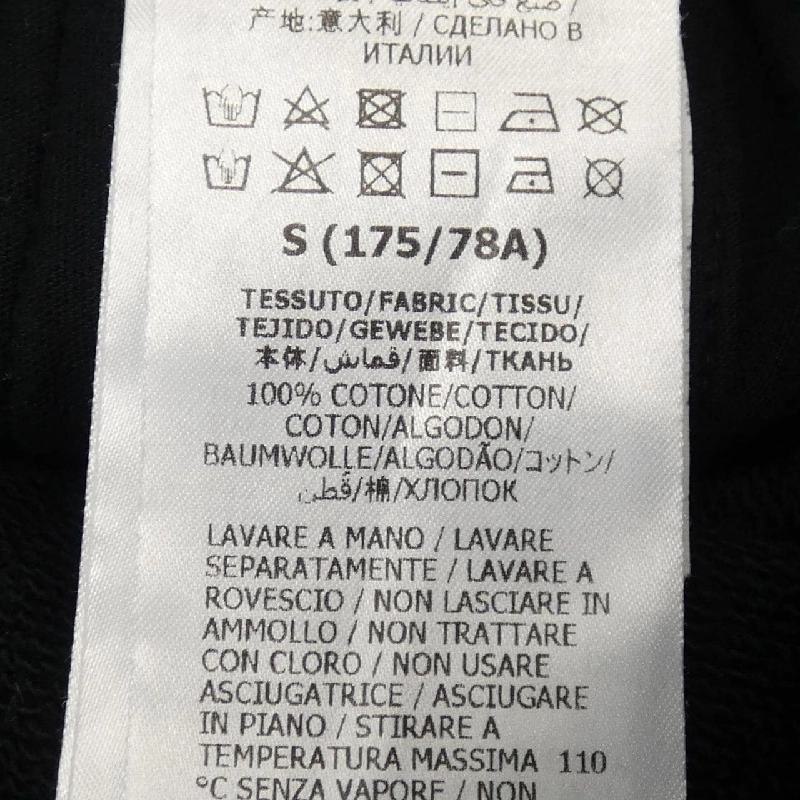 产地:意大利 / СДЕЛАНО В
ИТАЛИИ
S (175/78A)
TESSUTO/FABRIC/TISSU/
TEJIDO/GEWEBE/TECIDO/
本体/قماش/面料/ТКАНЬ
100% COTONE/COTTON/
COTON/ALGODON/
BAUMWOLLE/ALGODÃO/コットン/
قطن/棉/ХЛОПОК
LAVARE A MANO / LAVARE
SEPARATAMENTE / LAVARE A
ROVESCIO / NON LASCIARE IN
AMMOLLO / NON TRATTARE
CON CLORO / NON USARE
ASCIUGATRICE / ASCIUGARE
IN PIANO / STIRARE A
TEMPERATURA MASSIMA 110
°C SENZA VAPORE / NON